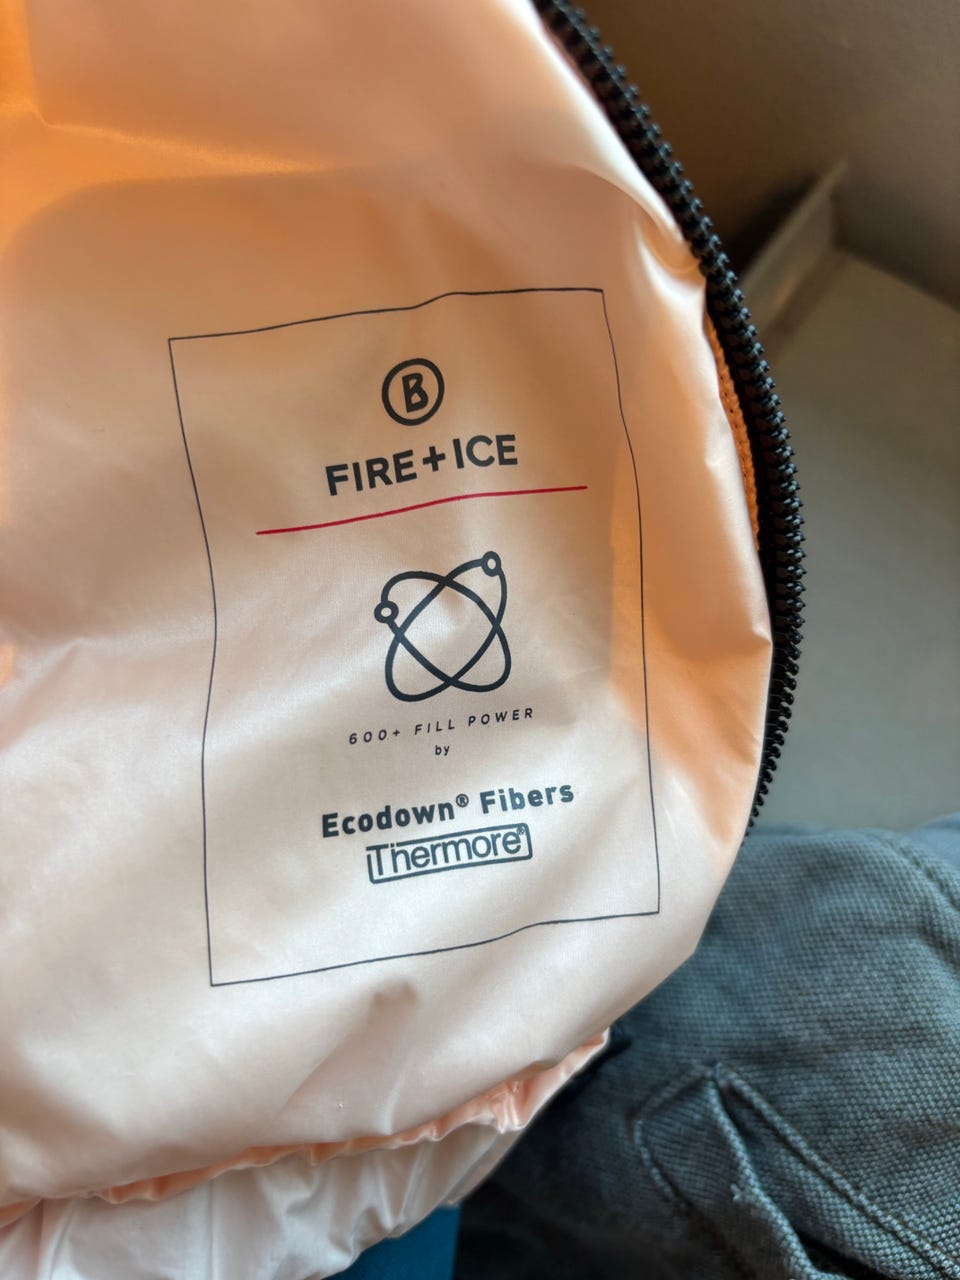 B
FIRE+ICE
600+ FILL POWER
by
Ecodown® Fibers
Thermore®